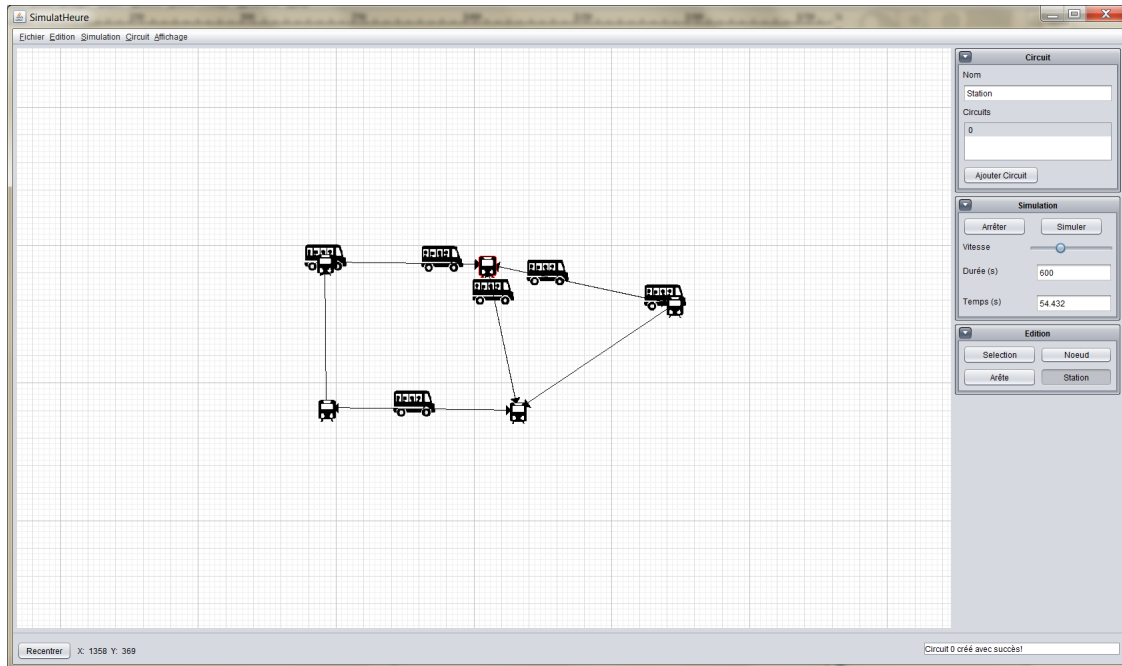 SimulatHeure
Fichier Edition Simulation Circuit Affichage
Circuit
Nom
Station
Circuits
0
Ajouter Circuit
Simulation
Arrêter Simuler
Vitesse
Durée (s) 600
Temps (s) 54.432
Edition
Selection Noeud
Arête Station
Recentrer X: 1358 Y: 369
Circuit 0 créé avec succès!